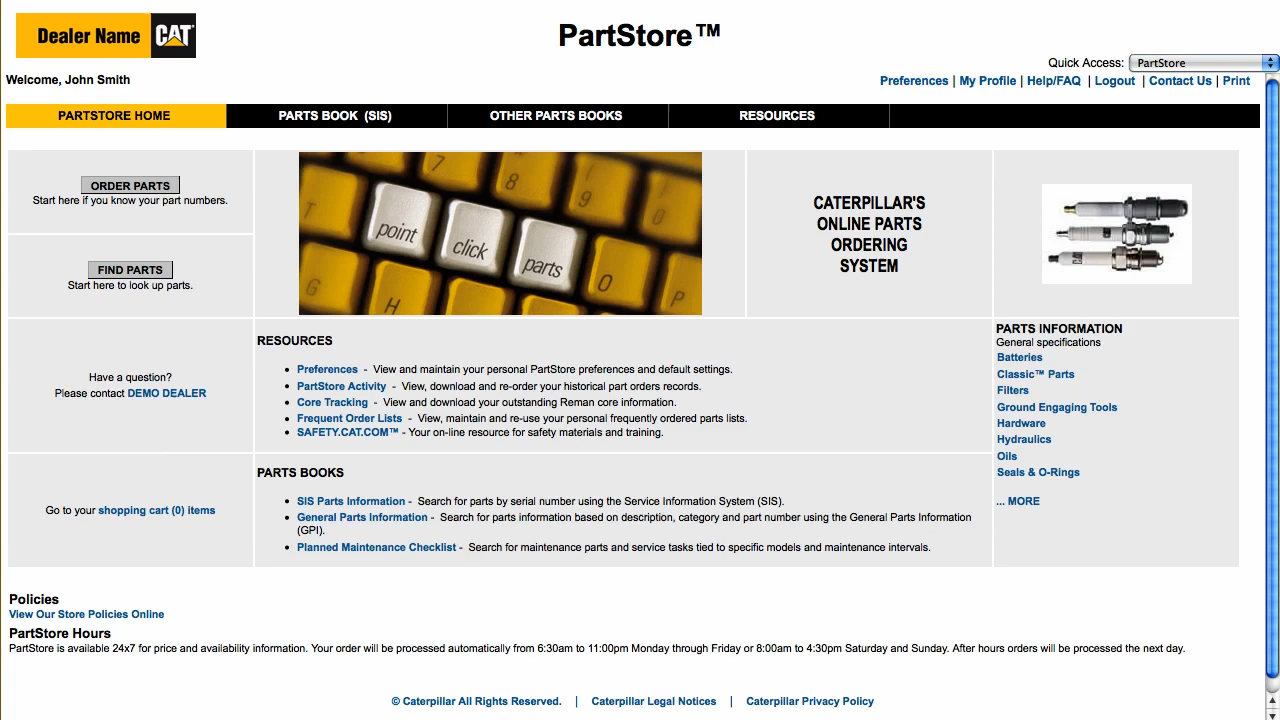 Dealer Name CAT
PartStore™
Quick Access: PartStore
Welcome, John Smith
Preferences | My Profile | Help/FAQ | Logout | Contact Us | Print
PARTSTORE HOME
PARTS BOOK (SIS)
OTHER PARTS BOOKS
RESOURCES
ORDER PARTS
Start here if you know your part numbers.
FIND PARTS
Start here to look up parts.
7
8
9
0
T
point
click
parts
O
P
G
H
CATERPILLAR'S
ONLINE PARTS
ORDERING
SYSTEM
CAT
Have a question?
Please contact DEMO DEALER
RESOURCES
• Preferences - View and maintain your personal PartStore preferences and default settings.
• PartStore Activity - View, download and re-order your historical part orders records.
• Core Tracking - View and download your outstanding Reman core information.
• Frequent Order Lists - View, maintain and re-use your personal frequently ordered parts lists.
• SAFETY.CAT.COM™ - Your on-line resource for safety materials and training.
PARTS INFORMATION
General specifications
Batteries
Classic™ Parts
Filters
Ground Engaging Tools
Hardware
Hydraulics
Oils
Seals & O-Rings
... MORE
Go to your shopping cart (0) items
PARTS BOOKS
• SIS Parts Information - Search for parts by serial number using the Service Information System (SIS).
• General Parts Information - Search for parts information based on description, category and part number using the General Parts Information
(GPI).
• Planned Maintenance Checklist - Search for maintenance parts and service tasks tied to specific models and maintenance intervals.
Policies
View Our Store Policies Online
PartStore Hours
PartStore is available 24x7 for price and availability information. Your order will be processed automatically from 6:30am to 11:00pm Monday through Friday or 8:00am to 4:30pm Saturday and Sunday. After hours orders will be processed the next day.
© Caterpillar All Rights Reserved. | Caterpillar Legal Notices | Caterpillar Privacy Policy